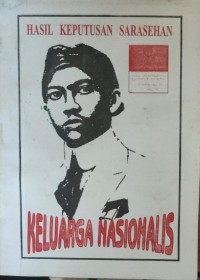 HASIL KEPUTUSAN SARASEHAN
KELUARGA NASIONALIS